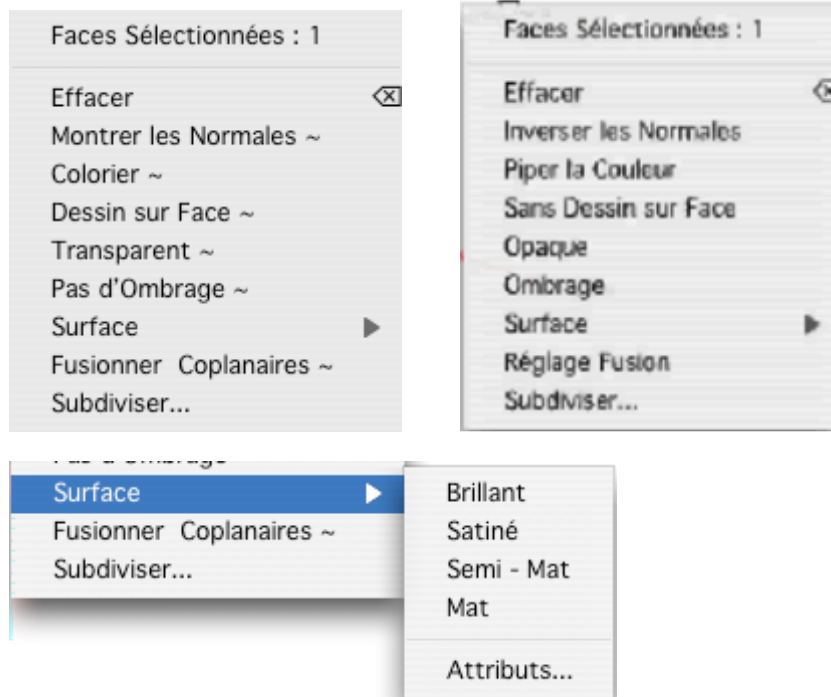 Faces Sélectionnées : 1
Effacer
Montrer les Normales ~
Colorier ~
Dessin sur Face ~
Transparent ~
Pas d'Ombrage ~
Surface
Fusionner Coplanaires ~
Subdiviser...
Faces Sélectionnées : 1
Effacer
Inverser les Normales
Piper la Couleur
Sans Dessin sur Face
Opaque
Ombrage
Surface
Réglage Fusion
Subdiviser...
Surface
Fusionner Coplanaires ~
Subdiviser...
Brillant
Satiné
Semi - Mat
Mat
Attributs...